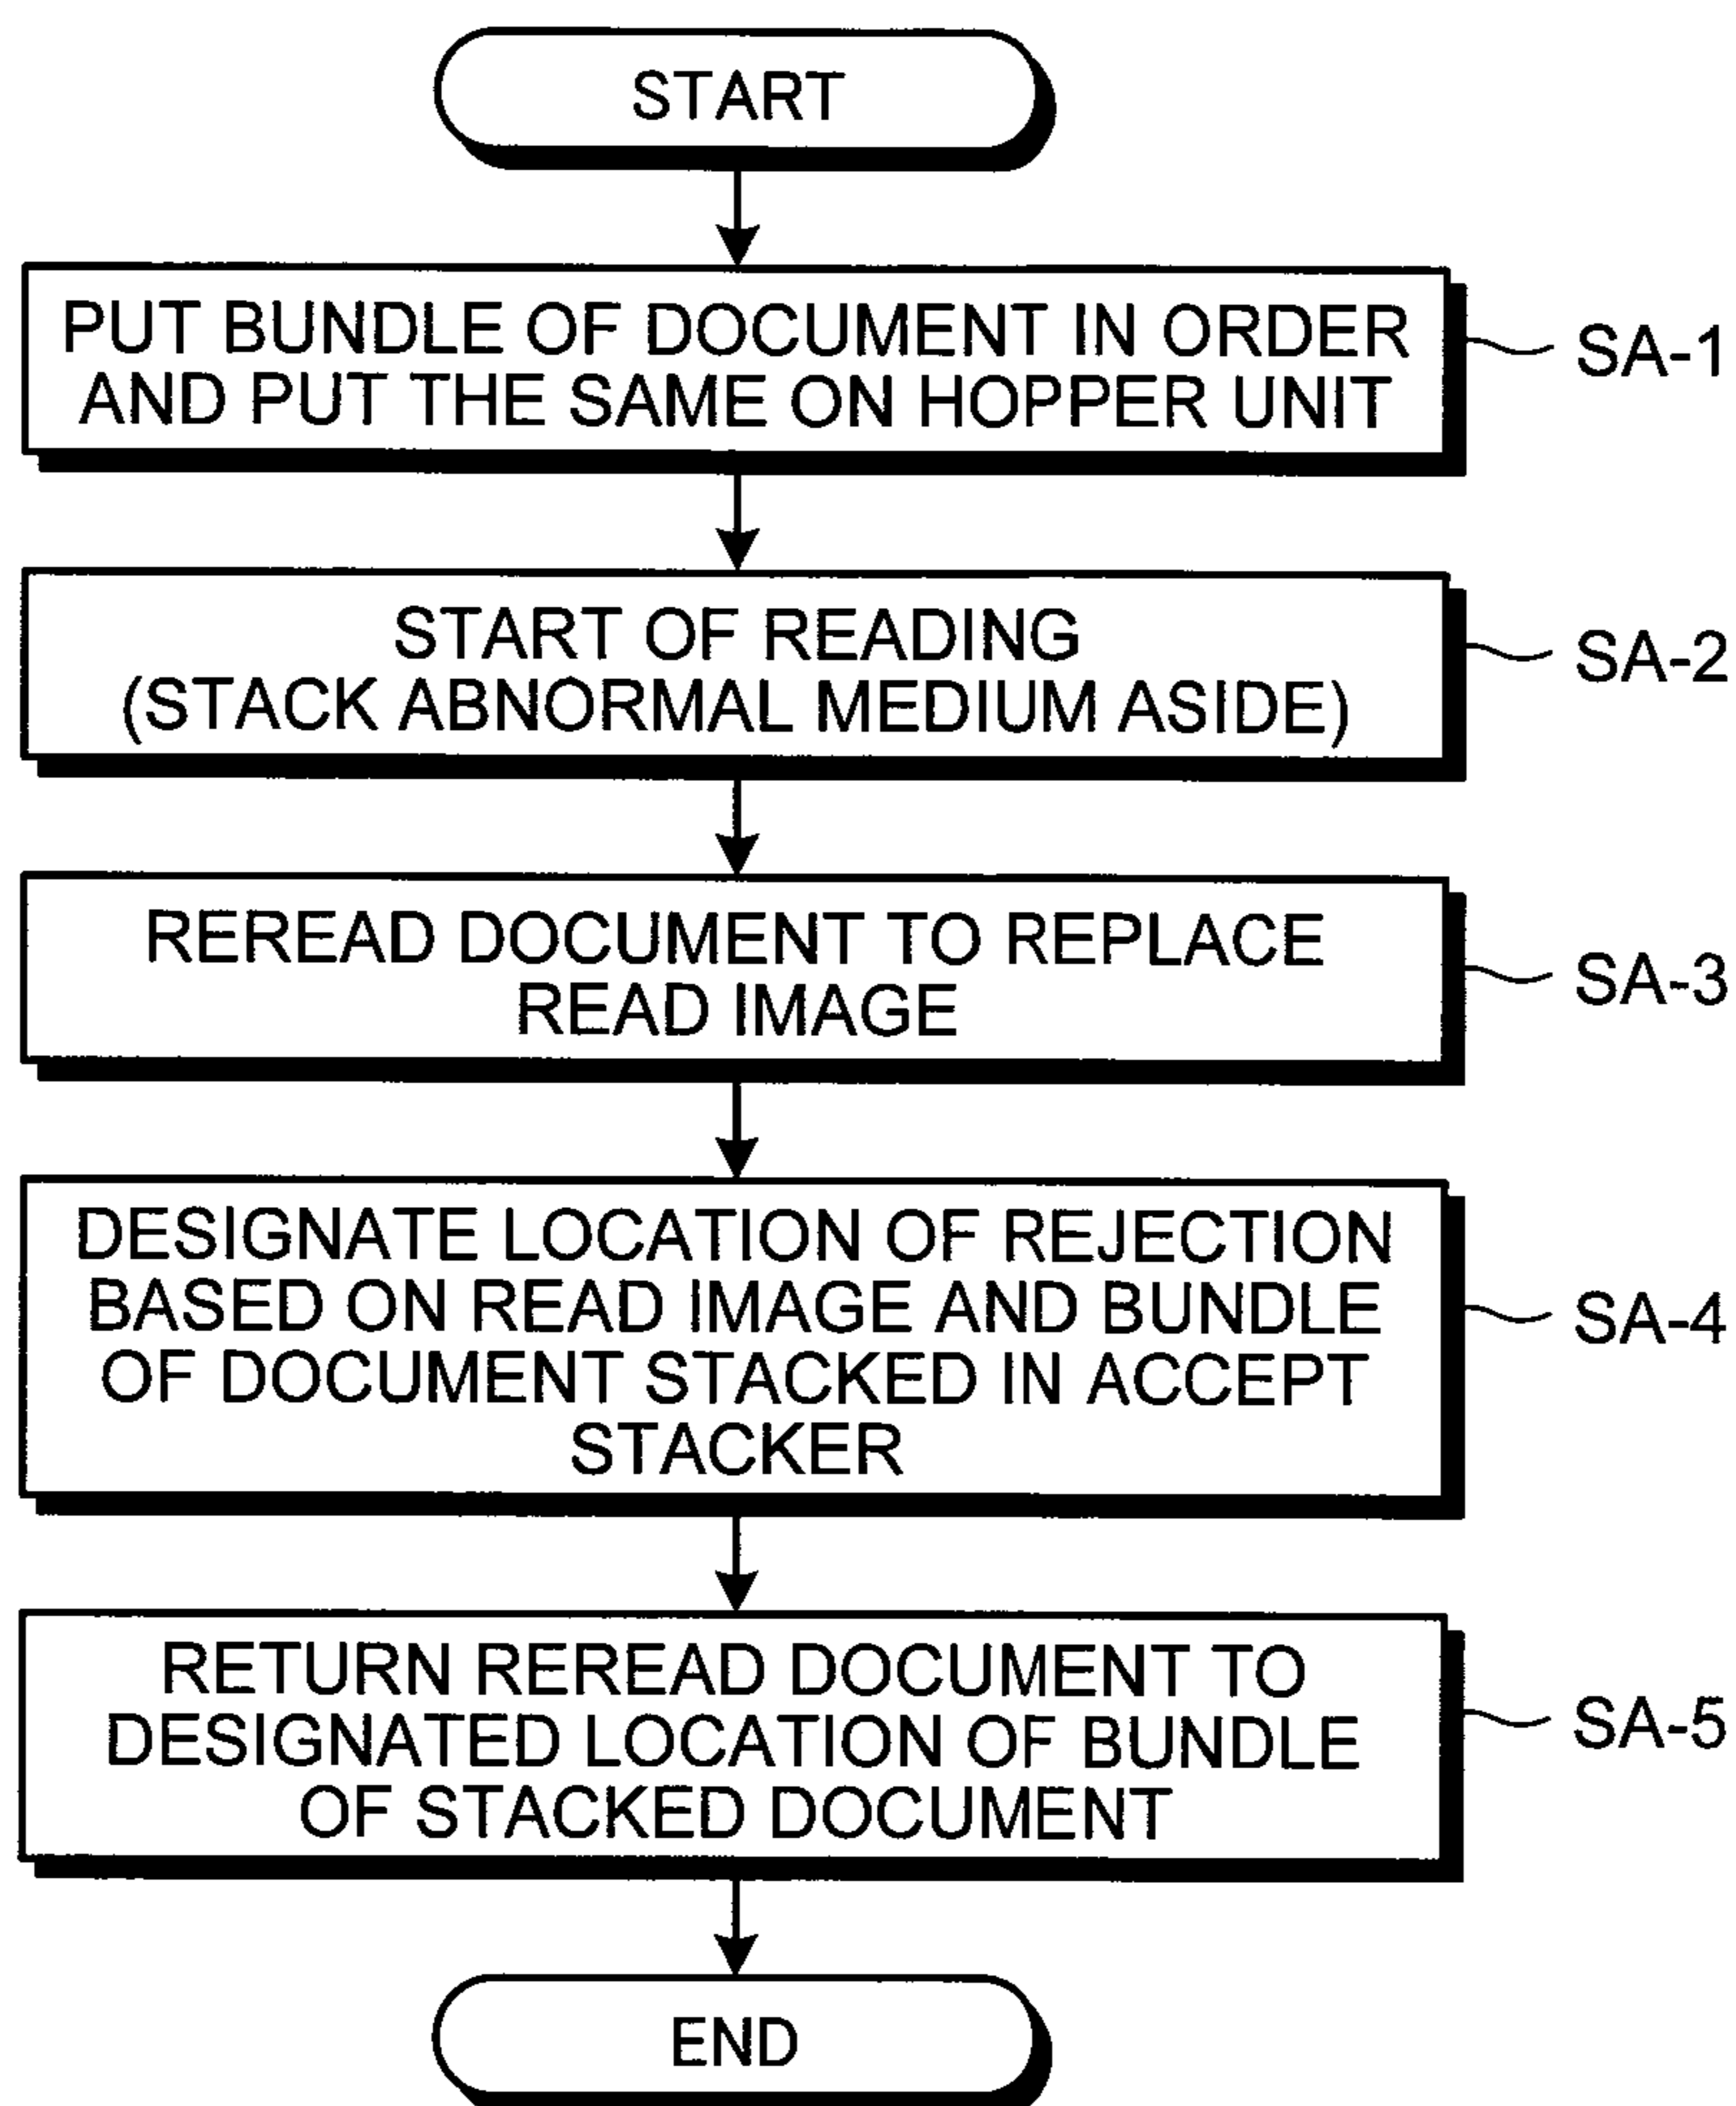 START
PUT BUNDLE OF DOCUMENT IN ORDER
AND PUT THE SAME ON HOPPER UNIT
SA-1
START OF READING
(STACK ABNORMAL MEDIUM ASIDE)
SA-2
REREAD DOCUMENT TO REPLACE
READ IMAGE
SA-3
DESIGNATE LOCATION OF REJECTION
BASED ON READ IMAGE AND BUNDLE
OF DOCUMENT STACKED IN ACCEPT
STACKER
SA-4
RETURN REREAD DOCUMENT TO
DESIGNATED LOCATION OF BUNDLE
OF STACKED DOCUMENT
SA-5
END